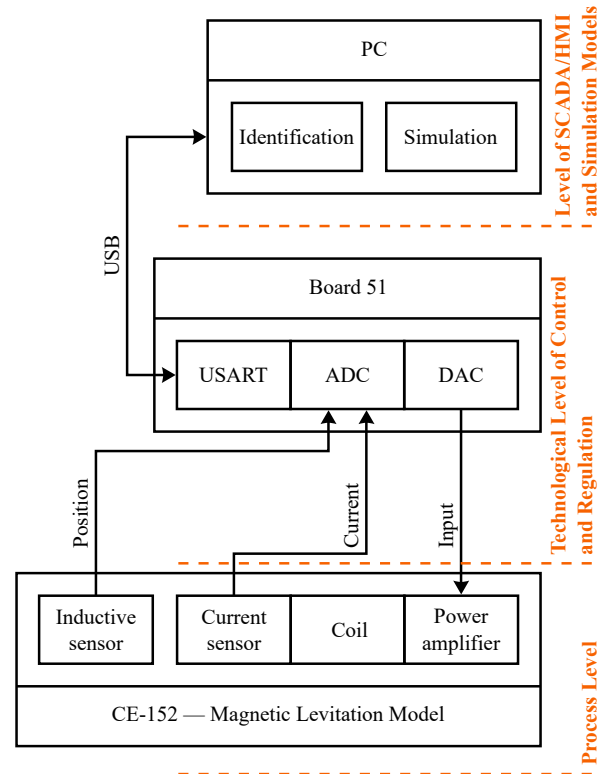 PC
Identification
Simulation
Level of SCADA/HMI
and Simulation Models
USB
Board 51
USART
ADC
DAC
Technological Level of Control
and Regulation
Position
Current
Input
Inductive
sensor
Current
sensor
Coil
Power
amplifier
CE-152 — Magnetic Levitation Model
Process Level